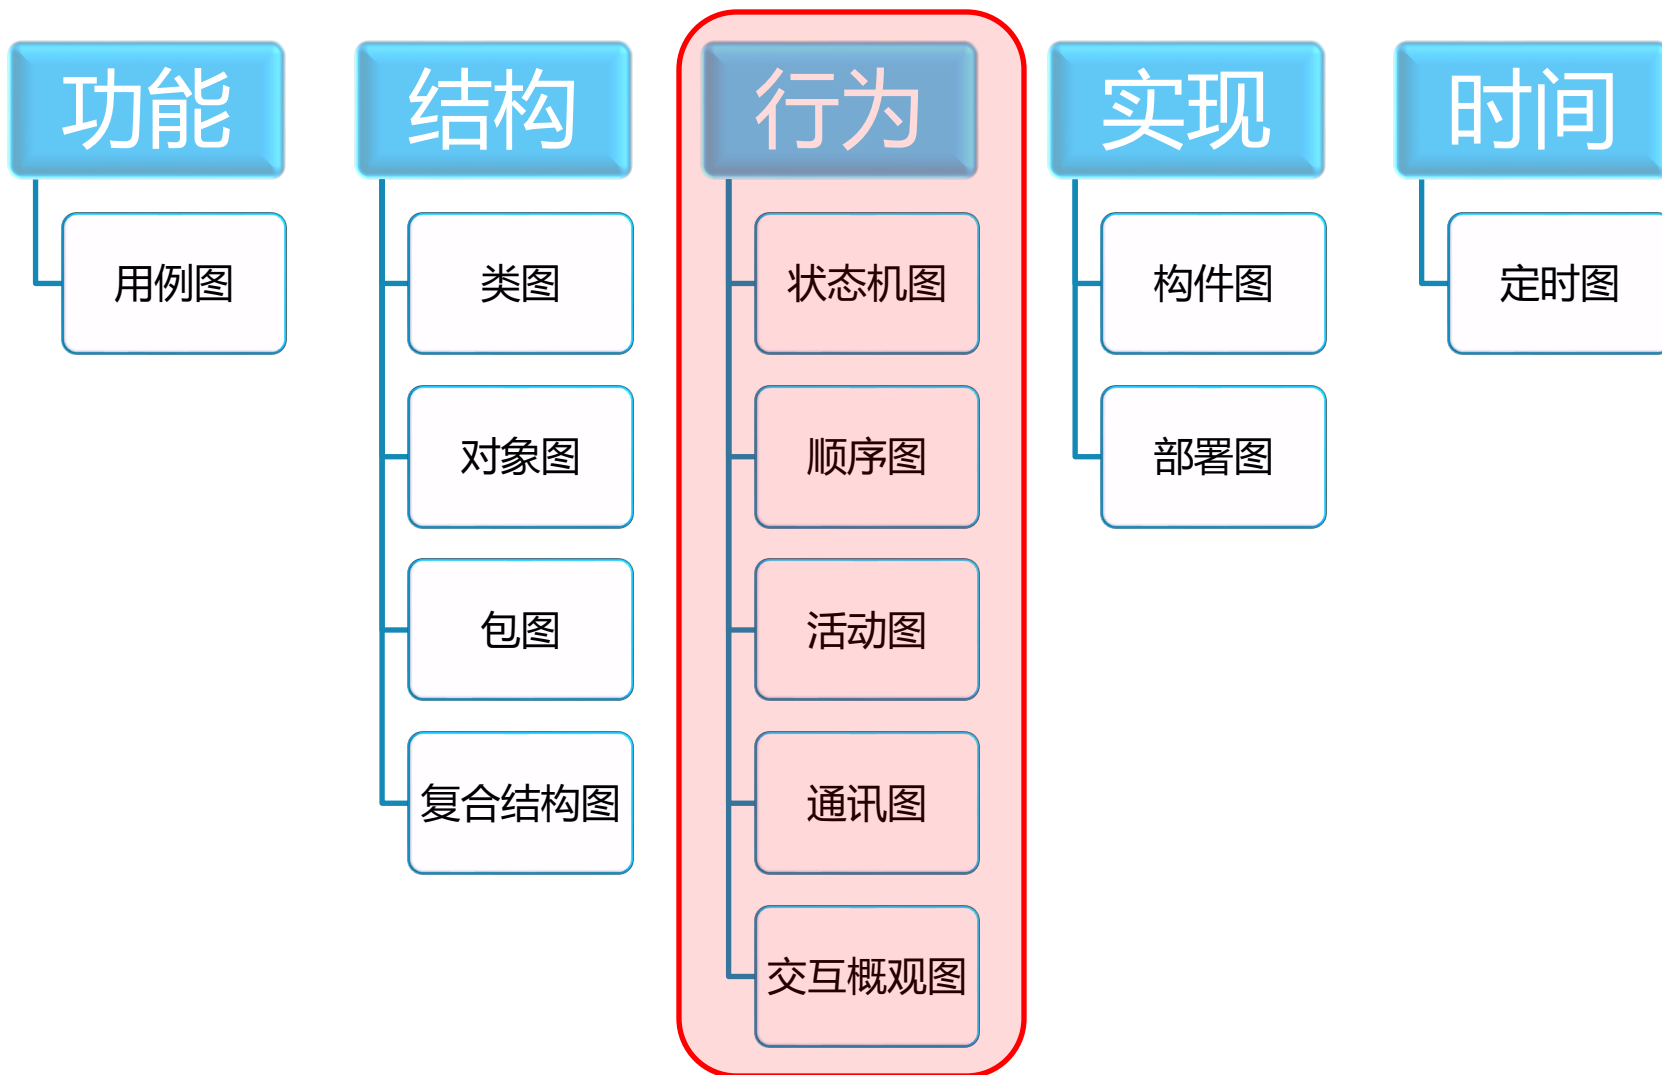 功能
用例图
结构
类图
对象图
包图
复合结构图
行为
状态机图
顺序图
活动图
通讯图
交互概观图
实现
构件图
部署图
时间
定时图